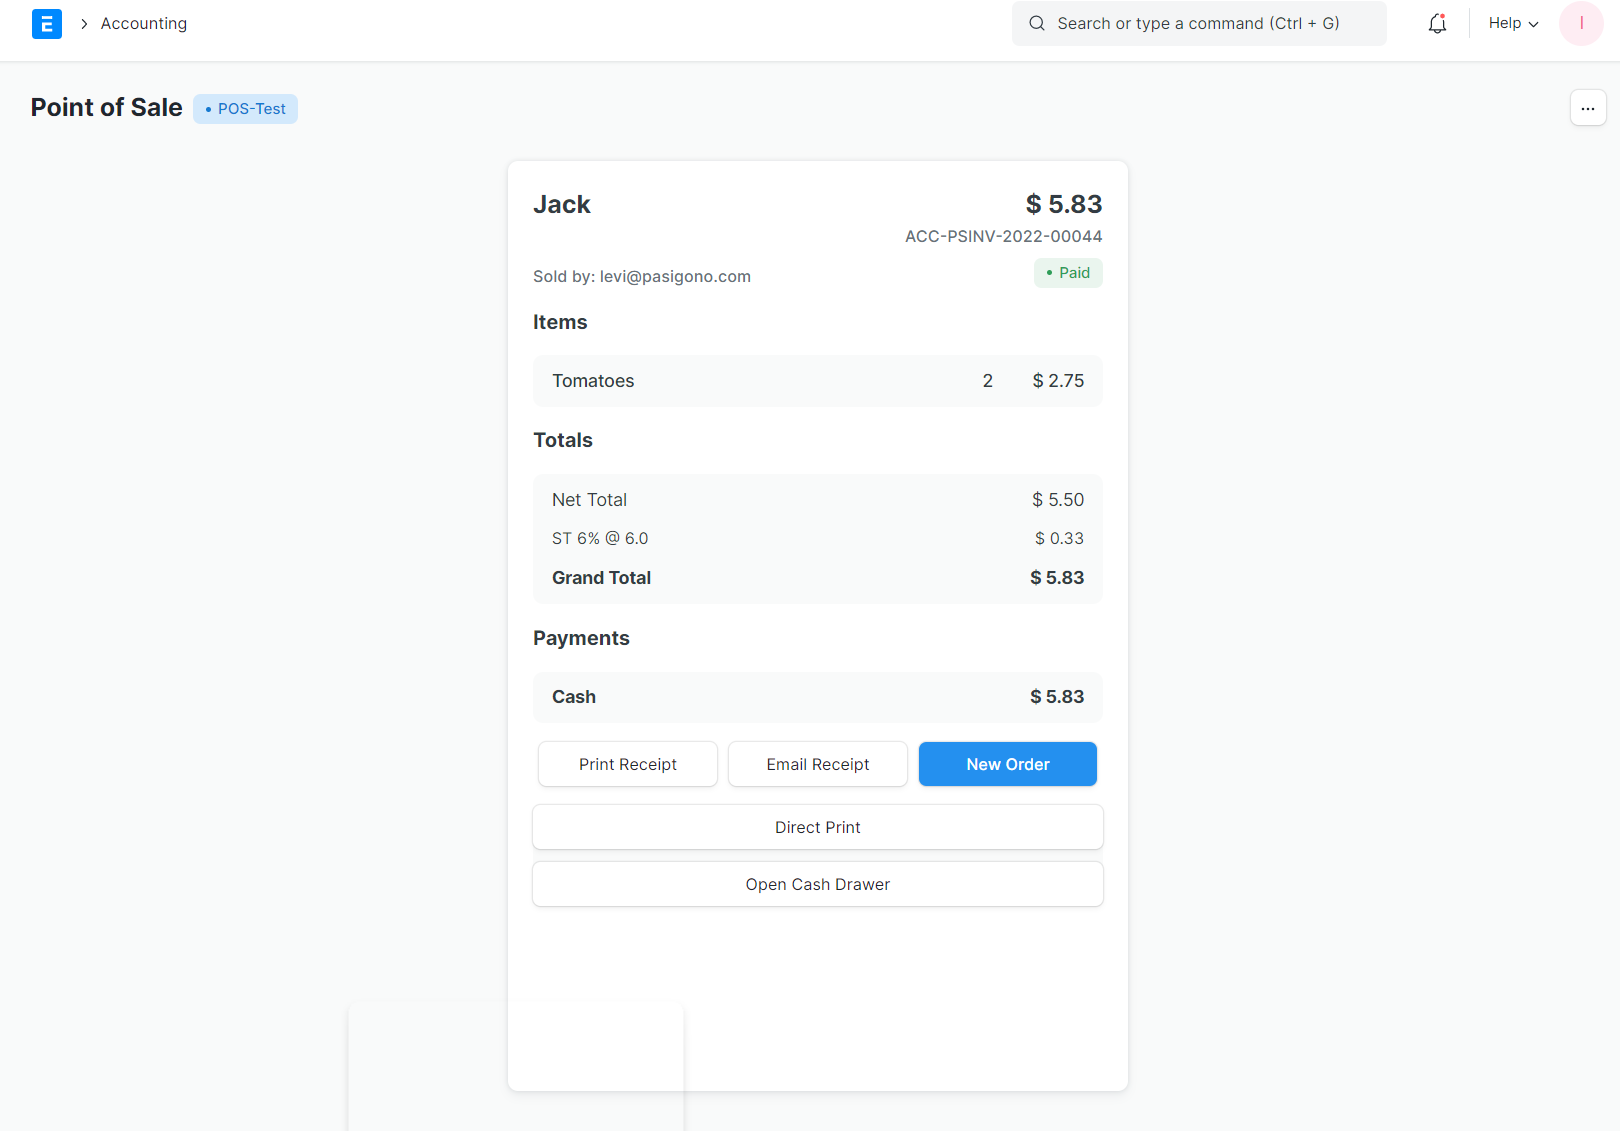 E > Accounting Search or type a command (Ctrl + G) Help I
Point of Sale • POS-Test ...
Jack $ 5.83
ACC-PSINV-2022-00044
Sold by: levi@pasigono.com • Paid
Items
Tomatoes 2 $ 2.75
Totals
Net Total $ 5.50
ST 6% @ 6.0 $ 0.33
Grand Total $ 5.83
Payments
Cash $ 5.83
Print Receipt Email Receipt New Order
Direct Print
Open Cash Drawer